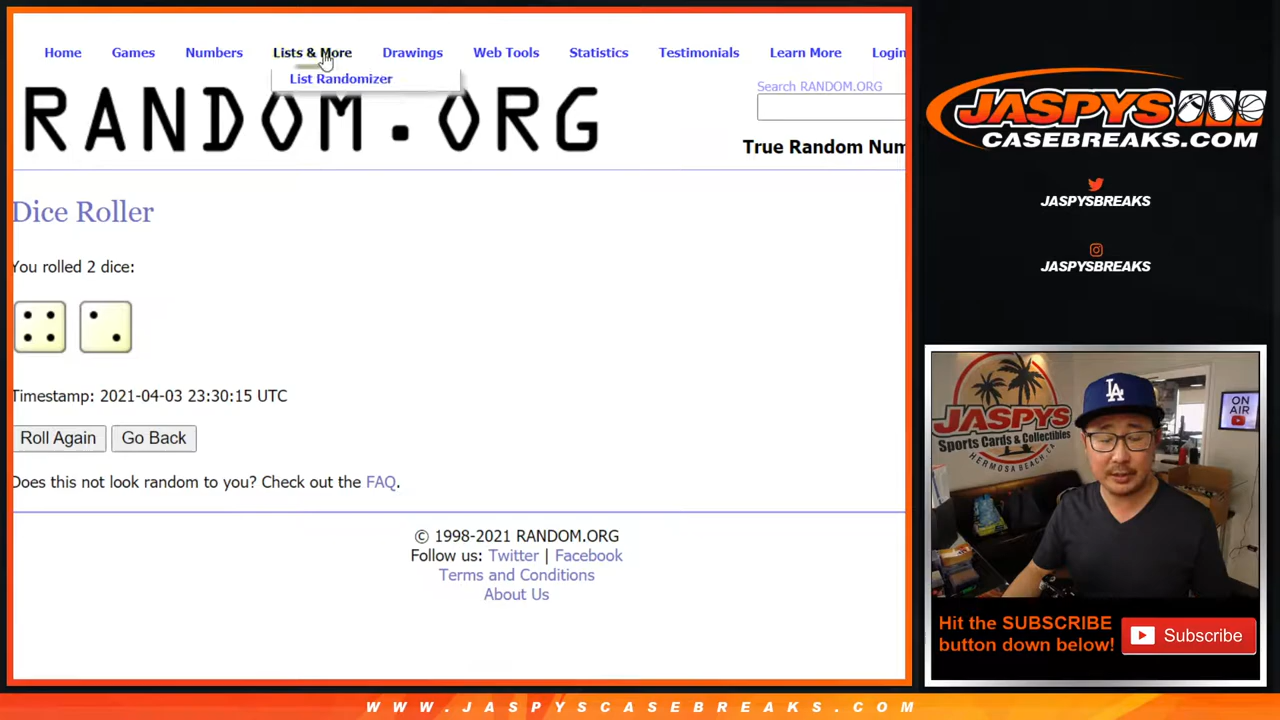 Home Games Numbers Lists & More Drawings Web Tools Statistics Testimonials Learn More Login
List Randomizer
Search RANDOM.ORG
RANDOM.ORG
True Random Num
Dice Roller
You rolled 2 dice:
Timestamp: 2021-04-03 23:30:15 UTC
Roll Again Go Back
Does this not look random to you? Check out the FAQ.
© 1998-2021 RANDOM.ORG
Follow us: Twitter | Facebook
Terms and Conditions
About Us
JASPYS
CASEBREAKS.COM
JASPYSBREAKS
JASPYSBREAKS
JASPYS
Sports Cards & Collectibles
HERMOSA BEACH, CA
LA
ON
AIR
Hit the SUBSCRIBE
button down below!
Subscribe
WWW.JASPYSCASEBREAKS.COM